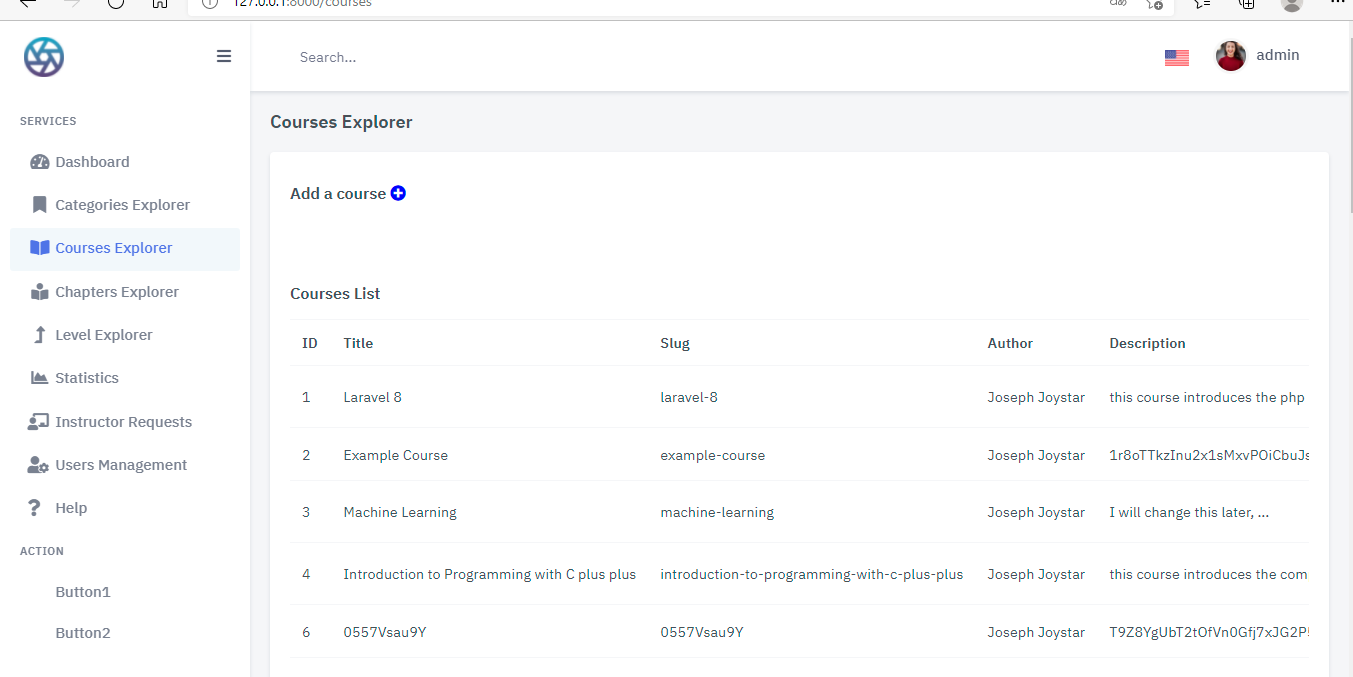 127.0.0.1:8000/courses
Search...
admin
SERVICES
Dashboard
Categories Explorer
Courses Explorer
Chapters Explorer
Level Explorer
Statistics
Instructor Requests
Users Management
Help
ACTION
Button1
Button2
Courses Explorer
Add a course
Courses List
ID Title Slug Author Description
1 Laravel 8 laravel-8 Joseph Joystar this course introduces the php
2 Example Course example-course Joseph Joystar 1r8oTTkzInu2x1sMxvPOiCbuJs
3 Machine Learning machine-learning Joseph Joystar I will change this later, ...
4 Introduction to Programming with C plus plus introduction-to-programming-with-c-plus-plus Joseph Joystar this course introduces the com
6 0557Vsau9Y 0557Vsau9Y Joseph Joystar T9Z8YgUbT2tOfVn0Gfj7xJG2P